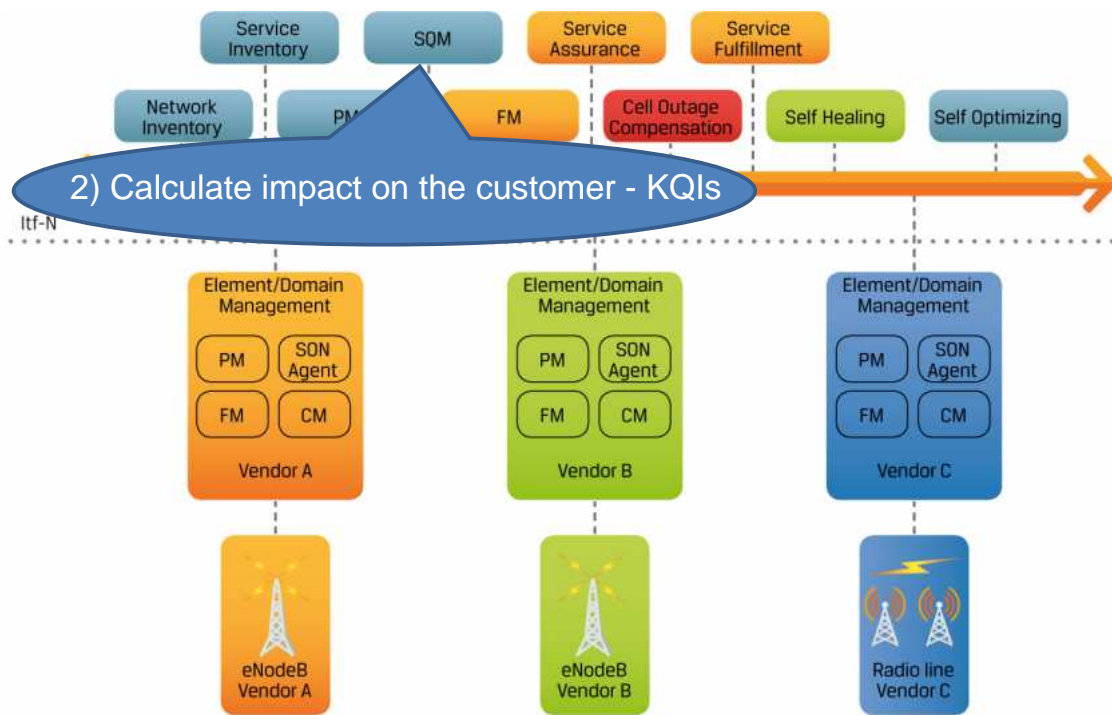 Service
Inventory
SQM
Service
Assurance
Service
Fulfillment
Network
Inventory
PM
FM
Cell Outage
Compensation
Self Healing
Self Optimizing
2) Calculate impact on the customer - KQIs
Itf-N
Element/Domain
Management
PM
SON
Agent
FM
CM
Vendor A
Element/Domain
Management
PM
SON
Agent
FM
CM
Vendor B
Element/Domain
Management
PM
SON
Agent
FM
CM
Vendor C
eNodeB
Vendor A
eNodeB
Vendor B
Radio line
Vendor C